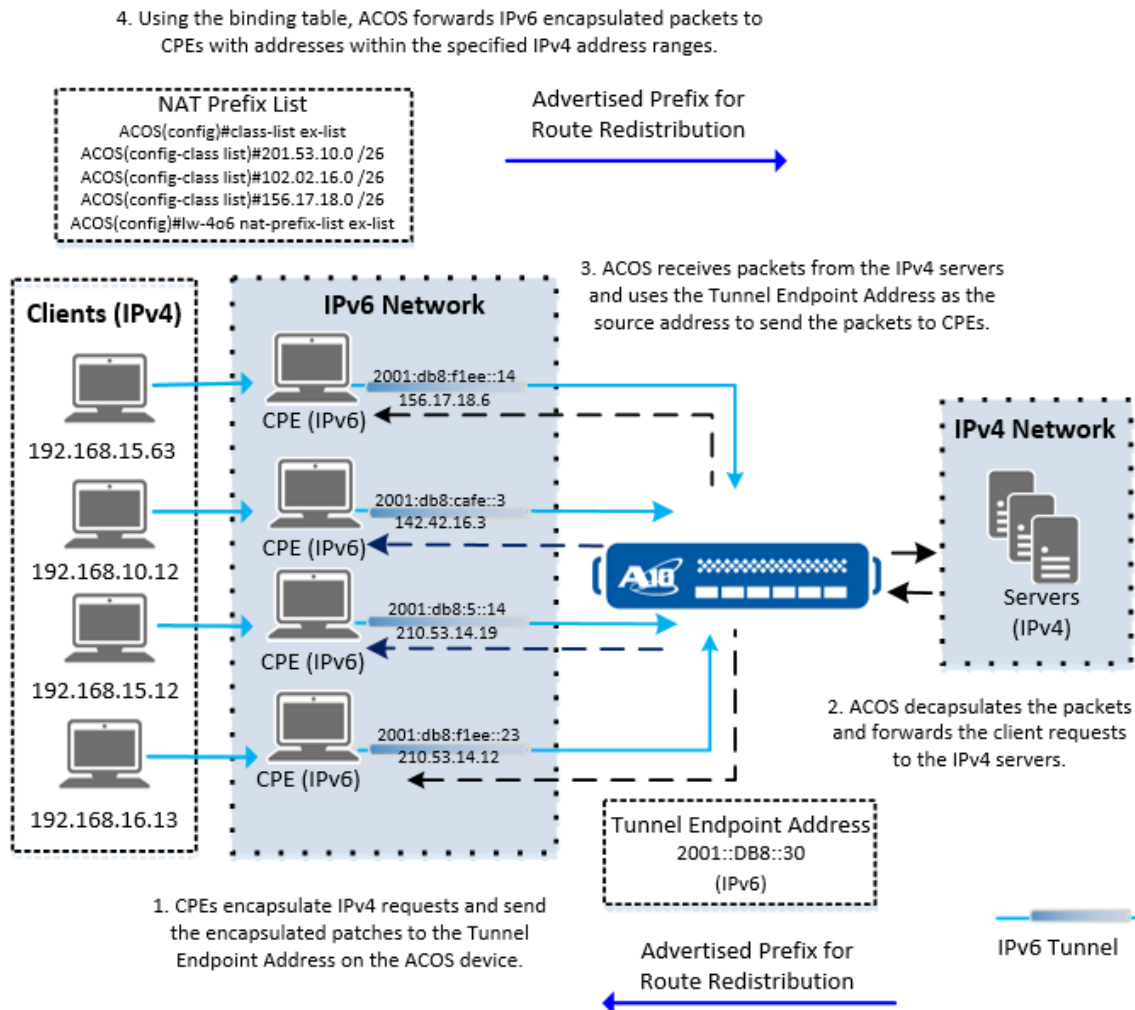 4. Using the binding table, ACOS forwards IPv6 encapsulated packets to
CPEs with addresses within the specified IPv4 address ranges.
NAT Prefix List
ACOS(config)#class-list ex-list
ACOS(config-class list)#201.53.10.0 /26
ACOS(config-class list)#102.02.16.0 /26
ACOS(config-class list)#156.17.18.0 /26
ACOS(config)#lw-4o6 nat-prefix-list ex-list
Advertised Prefix for
Route Redistribution
3. ACOS receives packets from the IPv4 servers
and uses the Tunnel Endpoint Address as the
source address to send the packets to CPEs.
Clients (IPv4)
192.168.15.63
192.168.10.12
192.168.15.12
192.168.16.13
IPv6 Network
2001:db8:f1ee::14
156.17.18.6
CPE (IPv6)
2001:db8:cafe::3
142.42.16.3
CPE (IPv6)
2001:db8:5::14
210.53.14.19
CPE (IPv6)
2001:db8:f1ee::23
210.53.14.12
CPE (IPv6)
A10
IPv4 Network
Servers
(IPv4)
2. ACOS decapsulates the packets
and forwards the client requests
to the IPv4 servers.
Tunnel Endpoint Address
2001::DB8::30
(IPv6)
1. CPEs encapsulate IPv4 requests and send
the encapsulated patches to the Tunnel
Endpoint Address on the ACOS device.
Advertised Prefix for
Route Redistribution
IPv6 Tunnel